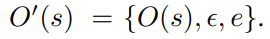 O′(s) = {O(s), ϵ, e}.